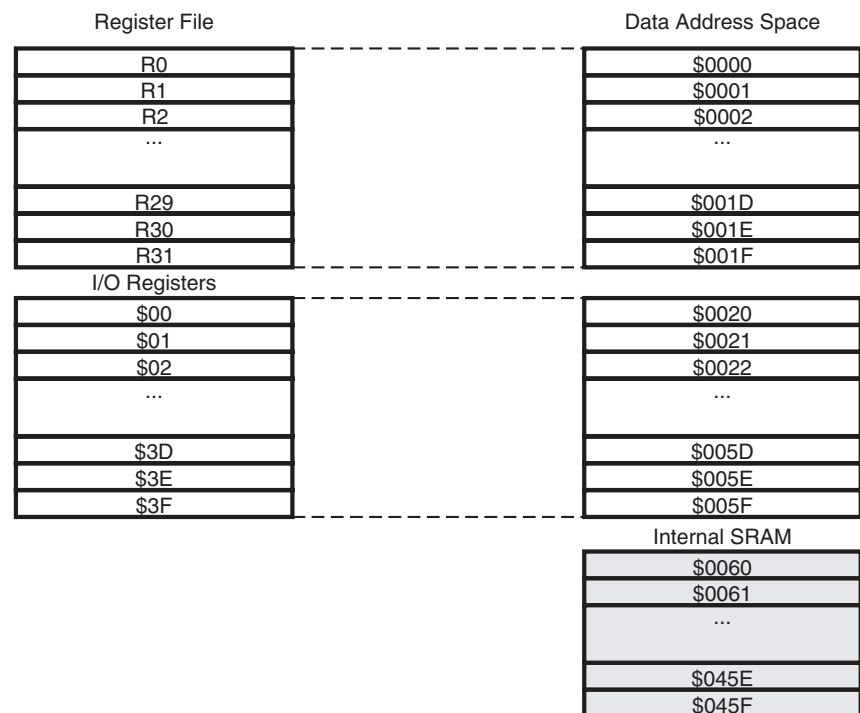 Register File
Data Address Space
R0
$0000
R1
$0001
R2
$0002
...
...
R29
$001D
R30
$001E
R31
$001F
I/O Registers
$00
$0020
$01
$0021
$02
$0022
...
...
$3D
$005D
$3E
$005E
$3F
$005F
Internal SRAM
$0060
$0061
...
$045E
$045F